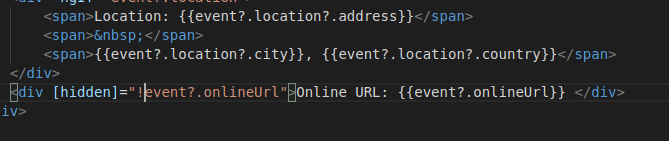 <span>Location: {{event?.location?.address}}</span>
<span>&nbsp;</span>
<span>{{event?.location?.city}}, {{event?.location?.country}}</span>
</div>
<div [hidden]="!event?.onlineUrl">Online URL: {{event?.onlineUrl}} </div>
iv>